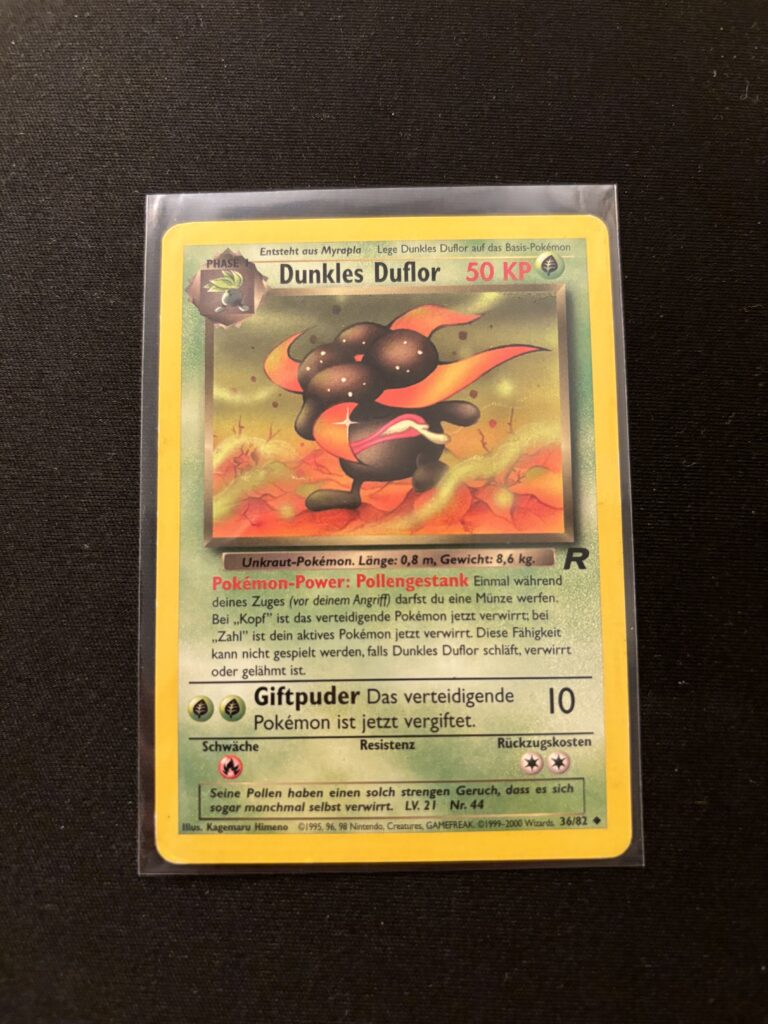 Entsteht aus Myrapla Lege Dunkles Duflor auf das Basis-Pokémon
PHASE 1
Dunkles Duflor 50 KP
Unkraut-Pokémon. Länge: 0,8 m, Gewicht: 8,6 kg.
R
Pokémon-Power: Pollengestank Einmal während
deines Zuges (vor deinem Angriff) darfst du eine Münze werfen.
Bei „Kopf" ist das verteidigende Pokémon jetzt verwirrt; bei
„Zahl" ist dein aktives Pokémon jetzt verwirrt. Diese Fähigkeit
kann nicht gespielt werden, falls Dunkles Duflor schläft, verwirrt
oder gelähmt ist.
Giftpuder Das verteidigende 10
Pokémon ist jetzt vergiftet.
Schwäche Resistenz Rückzugskosten
Seine Pollen haben einen solch strengen Geruch, dass es sich
sogar manchmal selbst verwirrt. LV. 21 Nr. 44
Illus. Kagemaru Himeno ©1995, 96, 98 Nintendo, Creatures, GAMEFREAK. ©1999-2000 Wizards. 36/82